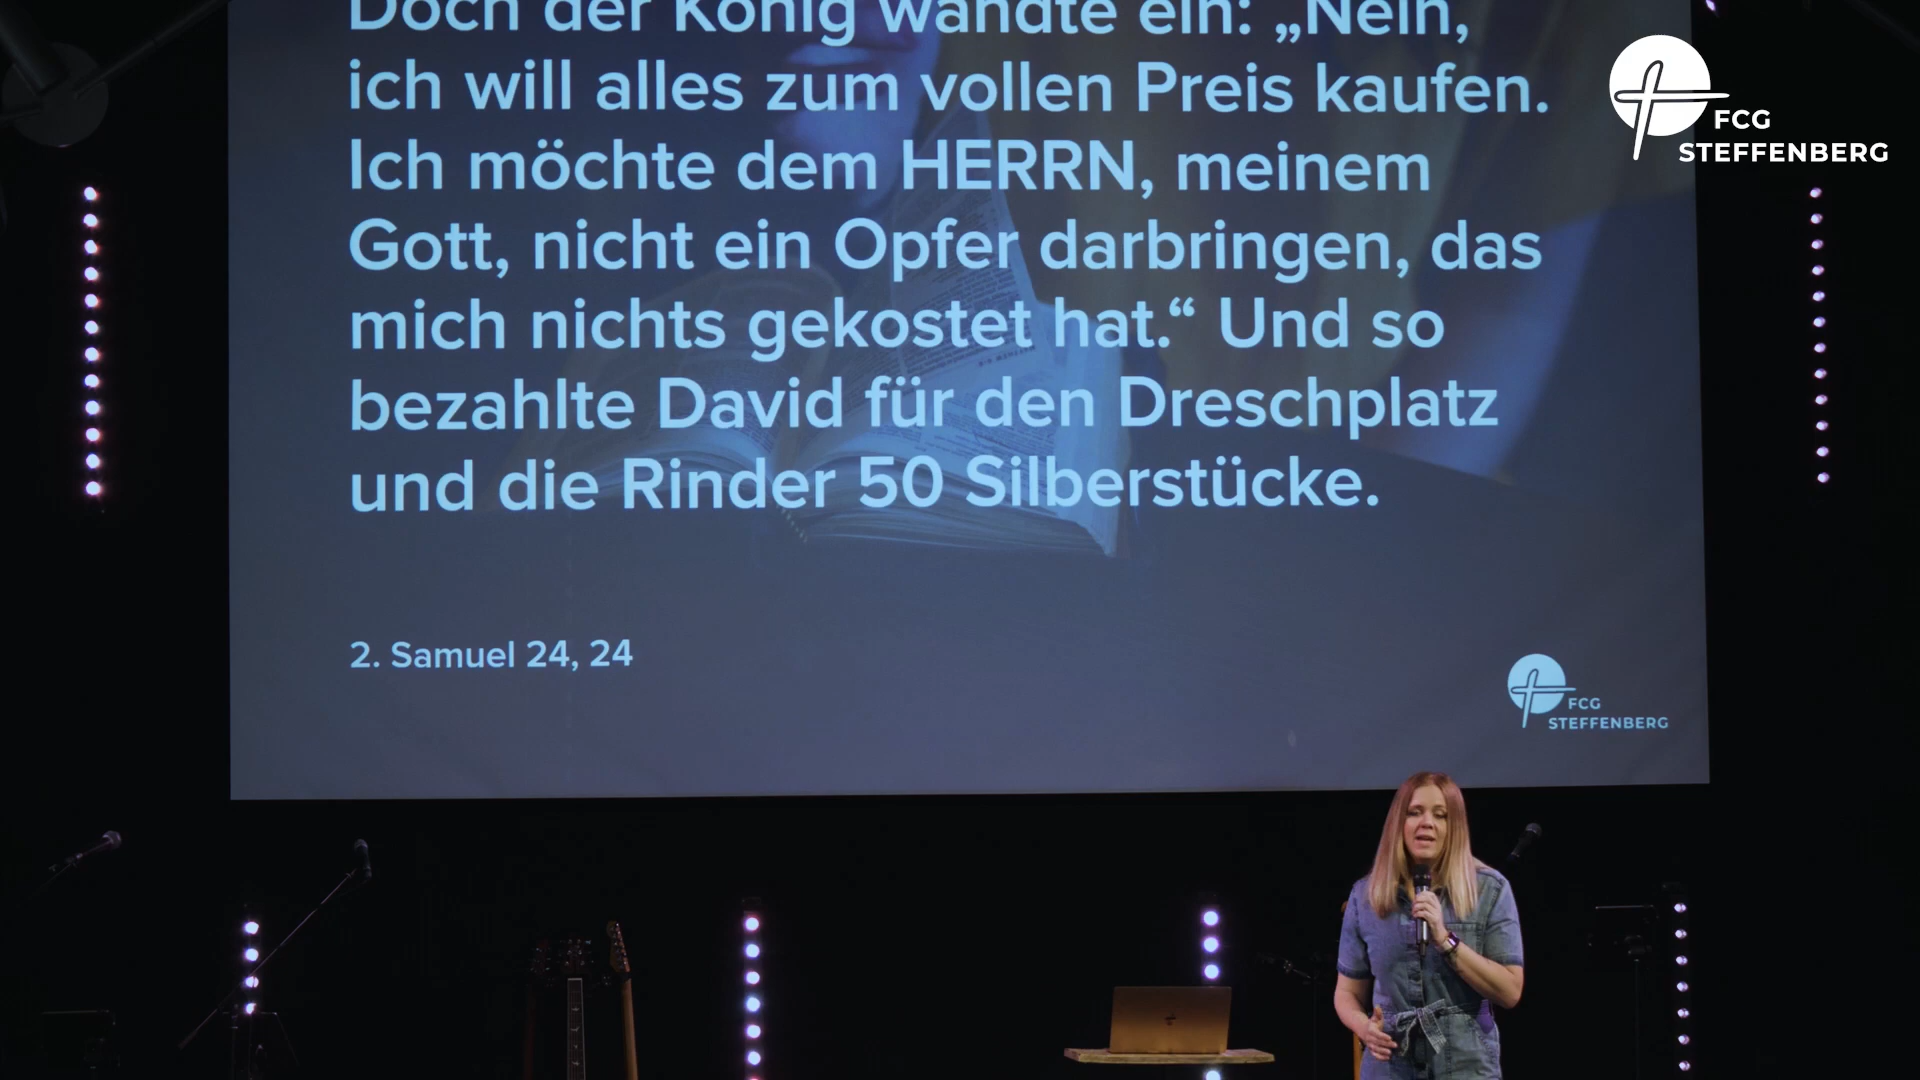 Doch der König wandte ein: „Nein,
ich will alles zum vollen Preis kaufen.
Ich möchte dem HERRN, meinem
Gott, nicht ein Opfer darbringen, das
mich nichts gekostet hat.“ Und so
bezahlte David für den Dreschplatz
und die Rinder 50 Silberstücke.
2. Samuel 24, 24
FCG
STEFFENBERG
FCG
STEFFENBERG